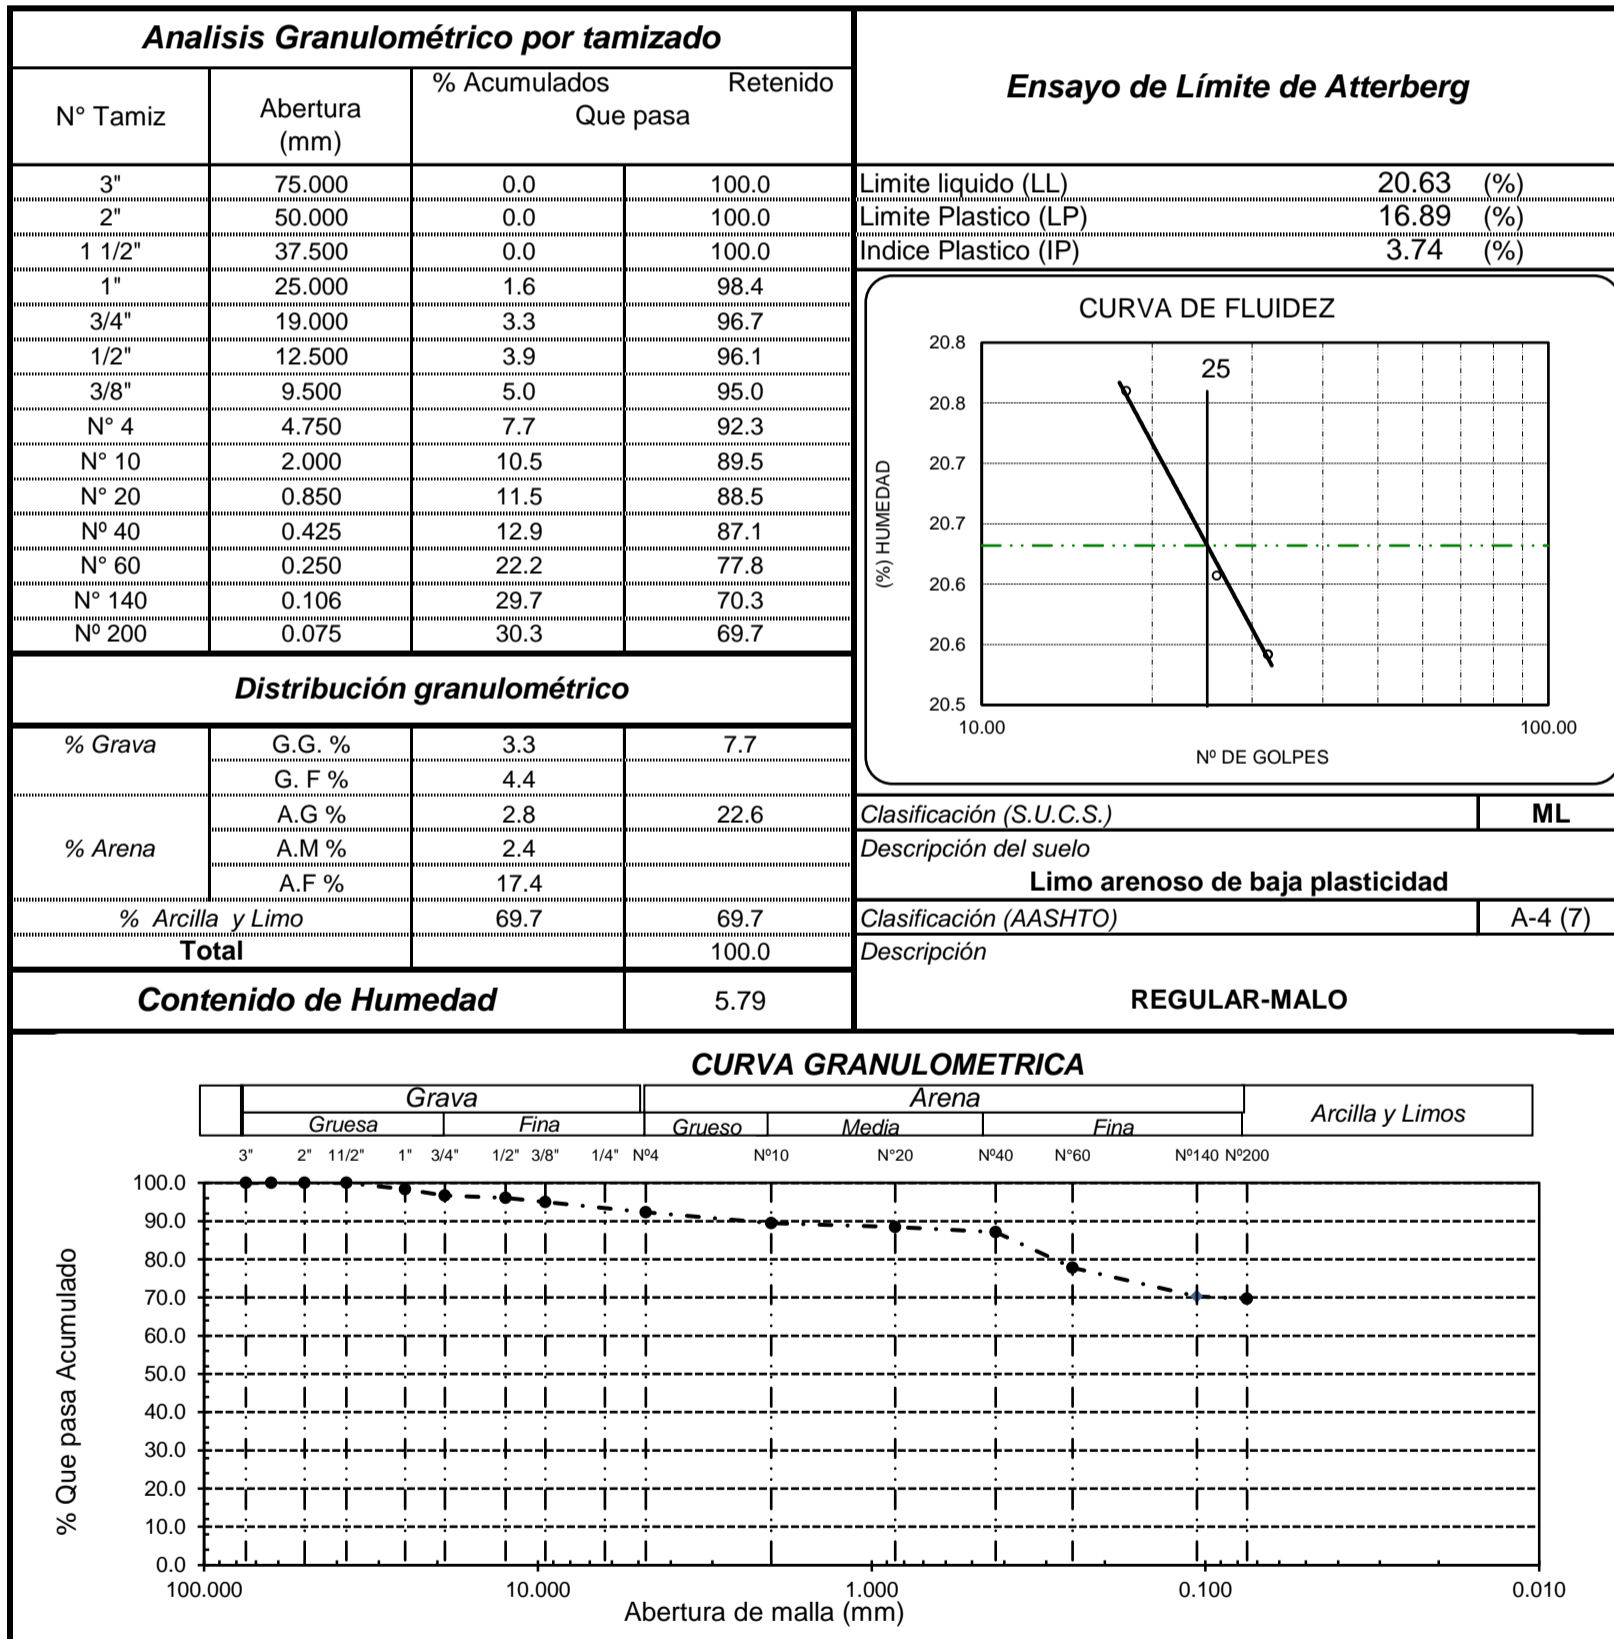 Analisis Granulométrico por tamizado
N° Tamiz Abertura (mm) % Acumulados Retenido Que pasa
3" 75.000 0.0 100.0
2" 50.000 0.0 100.0
1 1/2" 37.500 0.0 100.0
1" 25.000 1.6 98.4
3/4" 19.000 3.3 96.7
1/2" 12.500 3.9 96.1
3/8" 9.500 5.0 95.0
N° 4 4.750 7.7 92.3
N° 10 2.000 10.5 89.5
N° 20 0.850 11.5 88.5
Nº 40 0.425 12.9 87.1
N° 60 0.250 22.2 77.8
N° 140 0.106 29.7 70.3
Nº 200 0.075 30.3 69.7
Distribución granulométrico
% Grava G.G. % 3.3 7.7
G. F % 4.4
A.G % 2.8 22.6
% Arena A.M % 2.4
A.F % 17.4
% Arcilla y Limo 69.7 69.7
Total 100.0
Contenido de Humedad 5.79
Ensayo de Límite de Atterberg
Limite liquido (LL) 20.63 (%)
Limite Plastico (LP) 16.89 (%)
Indice Plastico (IP) 3.74 (%)
CURVA DE FLUIDEZ
25
20.8
20.8
20.7
20.7
20.6
20.6
20.5
(%) HUMEDAD
10.00 100.00
Nº DE GOLPES
Clasificación (S.U.C.S.) ML
Descripción del suelo
Limo arenoso de baja plasticidad
Clasificación (AASHTO) A-4 (7)
Descripción
REGULAR-MALO
CURVA GRANULOMETRICA
Grava Arena Arcilla y Limos
Gruesa Fina Grueso Media Fina
3" 2" 11/2" 1" 3/4" 1/2" 3/8" 1/4" Nº4 Nº10 N°20 Nº40 N°60 Nº140 Nº200
100.0
90.0
80.0
70.0
60.0
50.0
40.0
30.0
20.0
10.0
0.0
% Que pasa Acumulado
100.000 10.000 1.000 0.100 0.010
Abertura de malla (mm)